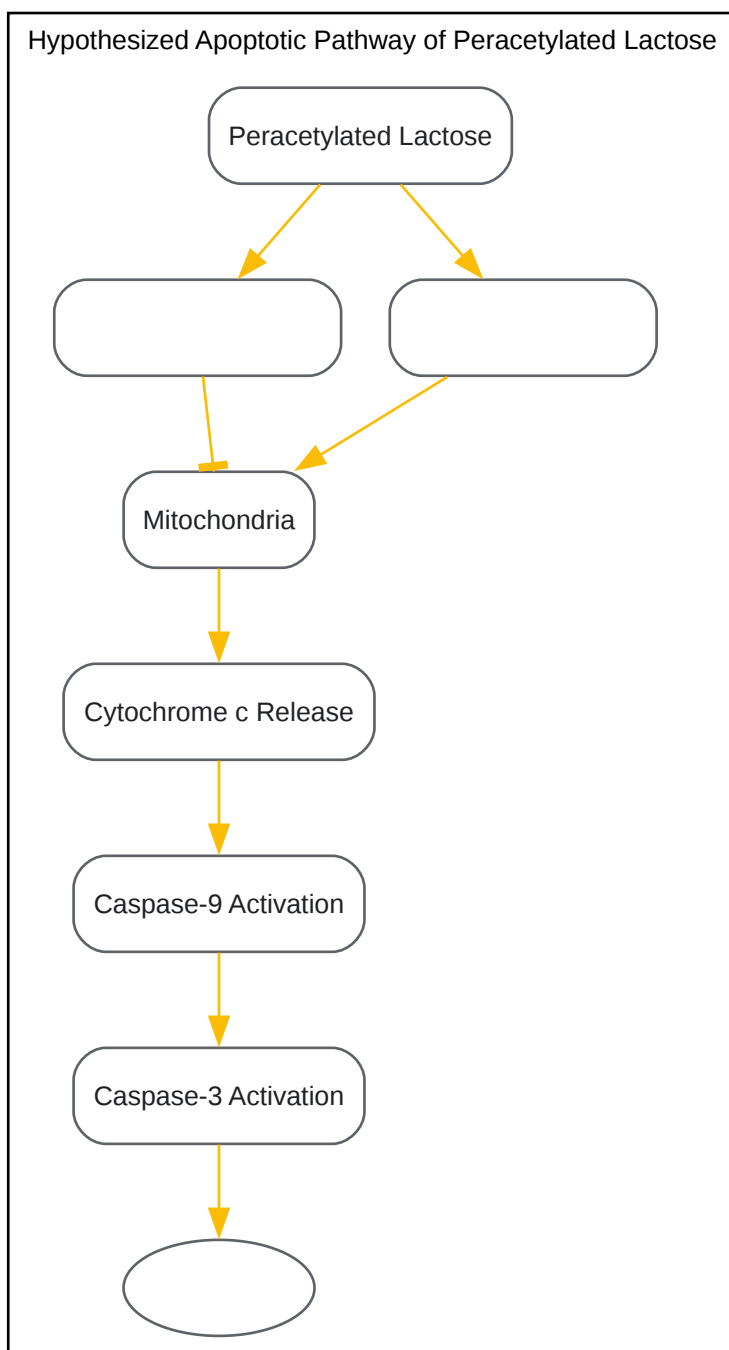 Hypothesized Apoptotic Pathway of Peracetylated Lactose
Peracetylated Lactose
Mitochondria
Cytochrome c Release
Caspase-9 Activation
Caspase-3 Activation